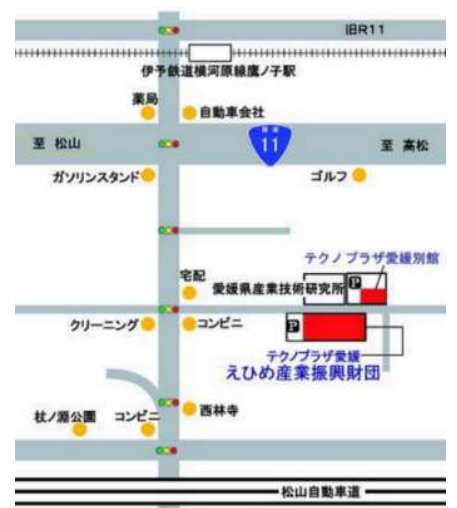 旧R11
伊予鉄道横河原線鷹ノ子駅
薬局
自動車会社
至 松山
国道
11
至 高松
ガソリンスタンド
ゴルフ
テクノプラザ愛媛別館
宅配
愛媛県産業技術研究所
P
クリーニング
コンビニ
P
テクノプラザ愛媛
えひめ産業振興財団
杖ノ淵公園
コンビニ
西林寺
松山自動車道